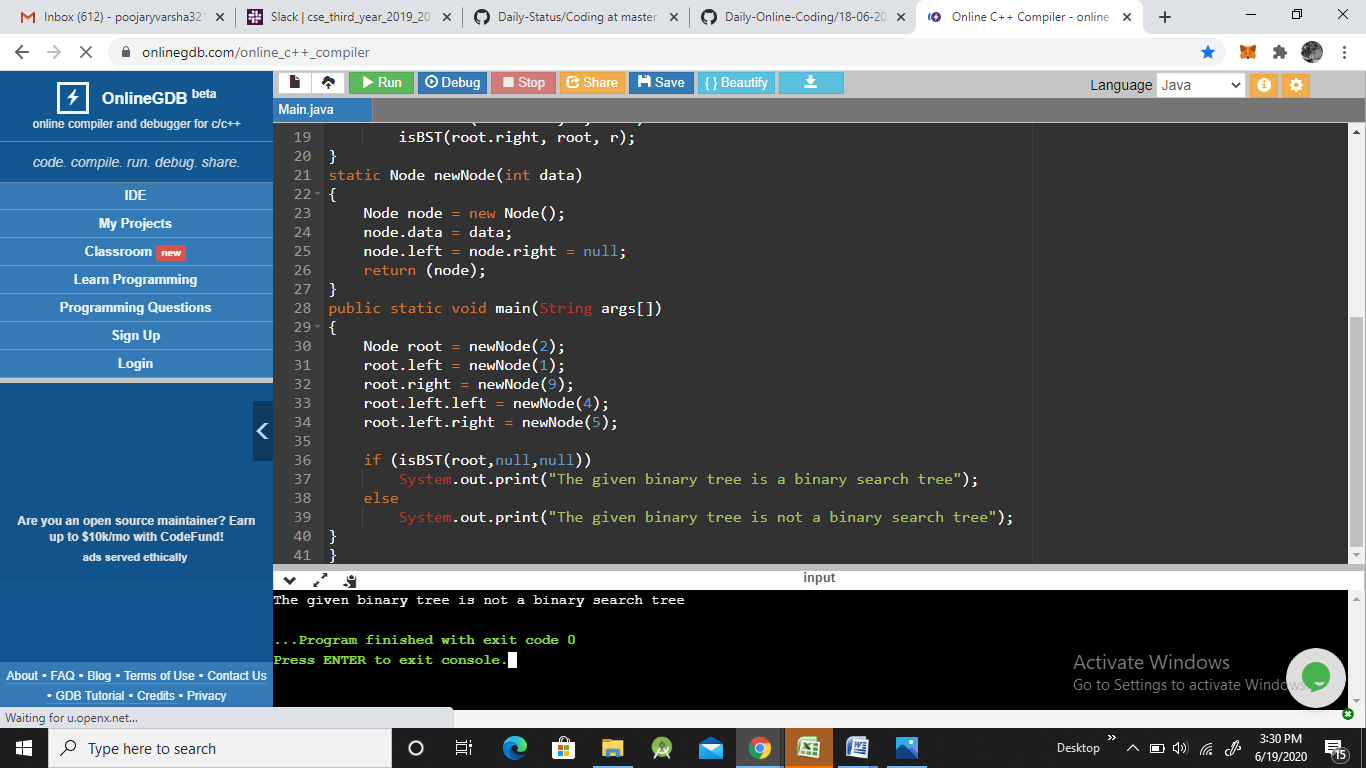 Inbox (612) - poojaryvarsha321
Slack | cse_third_year_2019_20
Daily-Status/Coding at master
Daily-Online-Coding/18-06-20
Online C++ Compiler - online
onlinegdb.com/online_c++_compiler
OnlineGDB beta
online compiler and debugger for c/c++
code. compile. run. debug. share.
IDE
My Projects
Classroom new
Learn Programming
Programming Questions
Sign Up
Login
Are you an open source maintainer? Earn
up to $10k/mo with CodeFund!
ads served ethically
About • FAQ • Blog • Terms of Use • Contact Us
• GDB Tutorial • Credits • Privacy
Waiting for u.openx.net...
Run Debug Stop Share Save { } Beautify
Language Java
Main.java
19 isBST(root.right, root, r);
20 }
21 static Node newNode(int data)
22 {
23 Node node = new Node();
24 node.data = data;
25 node.left = node.right = null;
26 return (node);
27 }
28 public static void main(String args[])
29 {
30 Node root = newNode(2);
31 root.left = newNode(1);
32 root.right = newNode(9);
33 root.left.left = newNode(4);
34 root.left.right = newNode(5);
35
36 if (isBST(root,null,null))
37 System.out.print("The given binary tree is a binary search tree");
38 else
39 System.out.print("The given binary tree is not a binary search tree");
40 }
41 }
input
The given binary tree is not a binary search tree
...Program finished with exit code 0
Press ENTER to exit console.
Activate Windows
Go to Settings to activate Windows.
Type here to search
Desktop
3:30 PM
6/19/2020
15